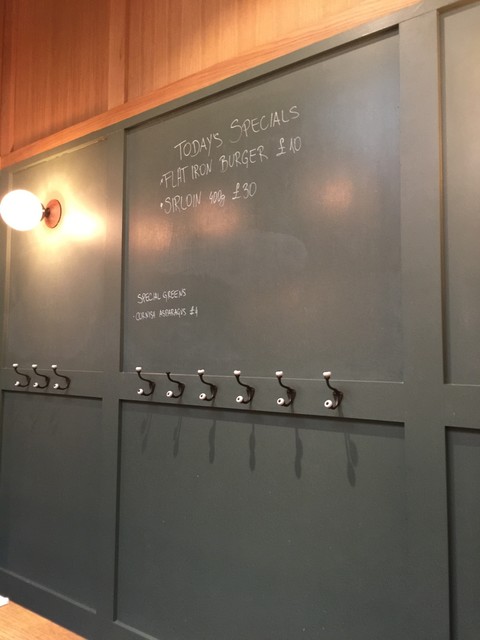 TODAY'S SPECIALS
•FLAT IRON BURGER £10
•SIRLOIN 400g £30
SPECIAL GREENS
-CORNISH ASPARAGUS £4